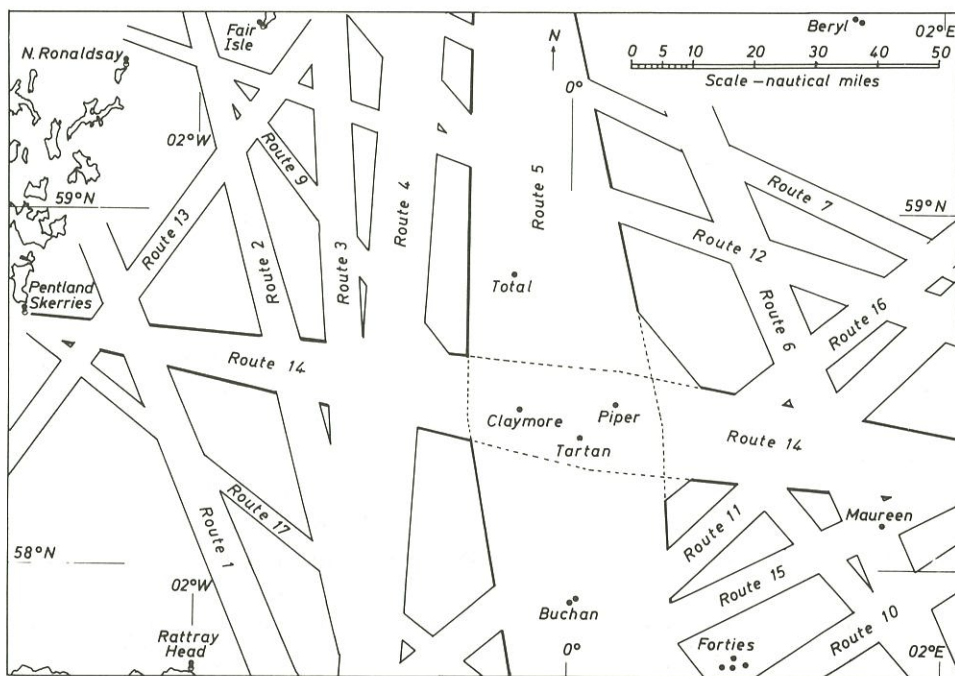 Fair
Isle
Beryl
02°E
N. Ronaldsay
N
0 5 10 20 30 40 50
Scale – nautical miles
0°
02°W
Route 9
Route 4
Route 5
59°N
59°N
Route 7
Route 13
Route 2
Route 3
Route 12
Pentland
Skerries
Total
Route 6
Route 16
Route 14
Claymore
Piper
Tartan
Route 14
Route 17
Route 11
Maureen
Route 1
58°N
02°W
Route 15
Buchan
Route 10
Rattray
Head
0°
Forties
02°E